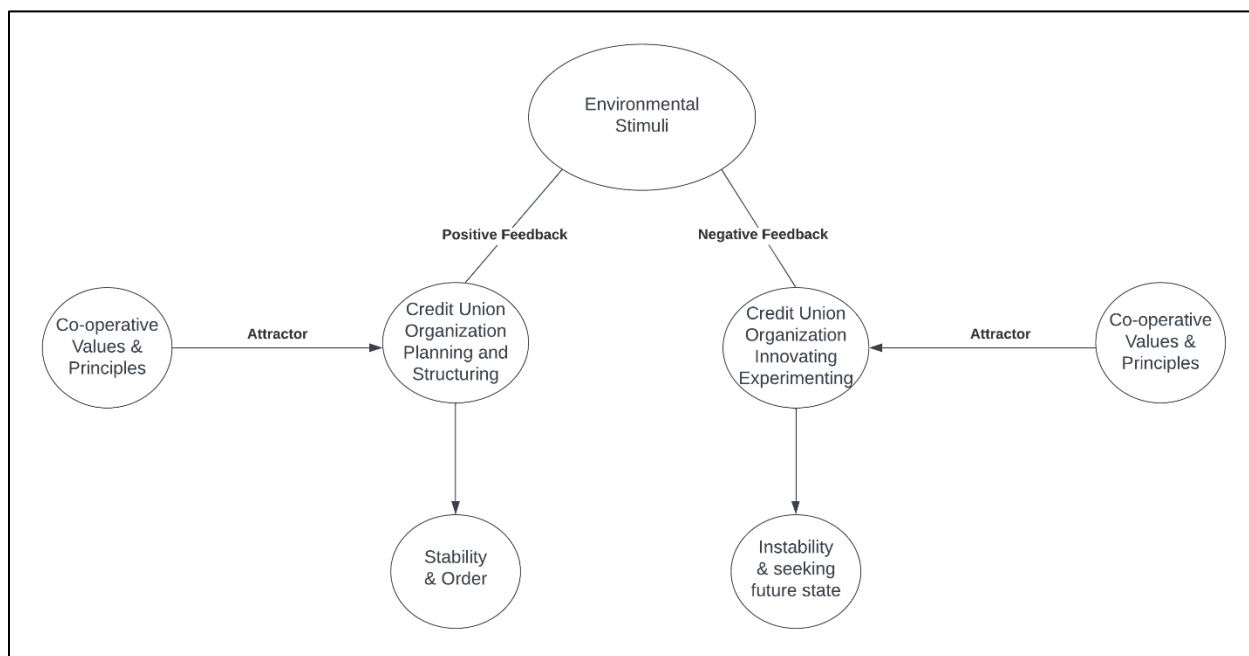 Environmental
Stimuli
Positive Feedback
Negative Feedback
Co-operative
Values &
Principles
Attractor
Credit Union
Organization
Planning and
Structuring
Credit Union
Organization
Innovating
Experimenting
Attractor
Co-operative
Values &
Principles
Stability
& Order
Instability
& seeking
future state